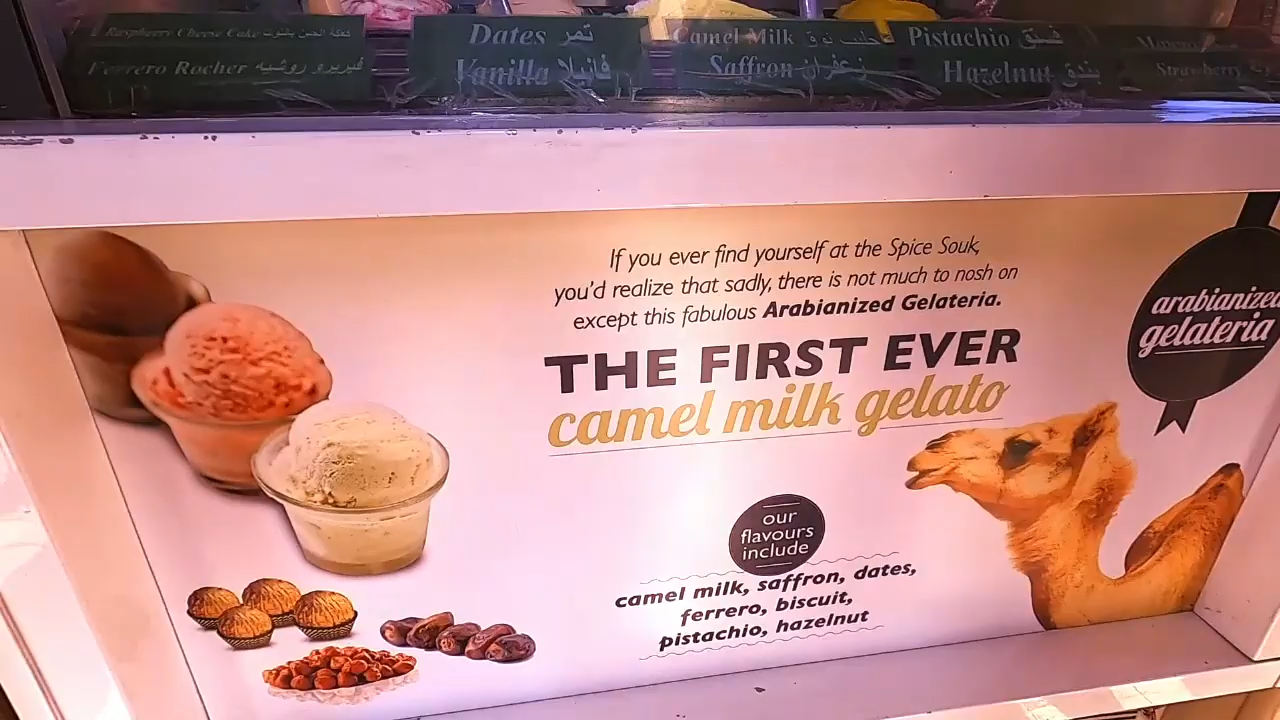 Raspberry Cheese Cake
Ferrero Rocher فيريرو روشيه
Dates تمر
Vanilla فانيلا
Camel Milk حليب نوق
Saffron زعفران
Pistachio فستق
Hazelnut بندق
Strawberry
If you ever find yourself at the Spice Souk,
you'd realize that sadly, there is not much to nosh on
except this fabulous Arabianized Gelateria.
THE FIRST EVER
camel milk gelato
arabianized
gelateria
our
flavours
include
camel milk, saffron, dates,
ferrero, biscuit,
pistachio, hazelnut